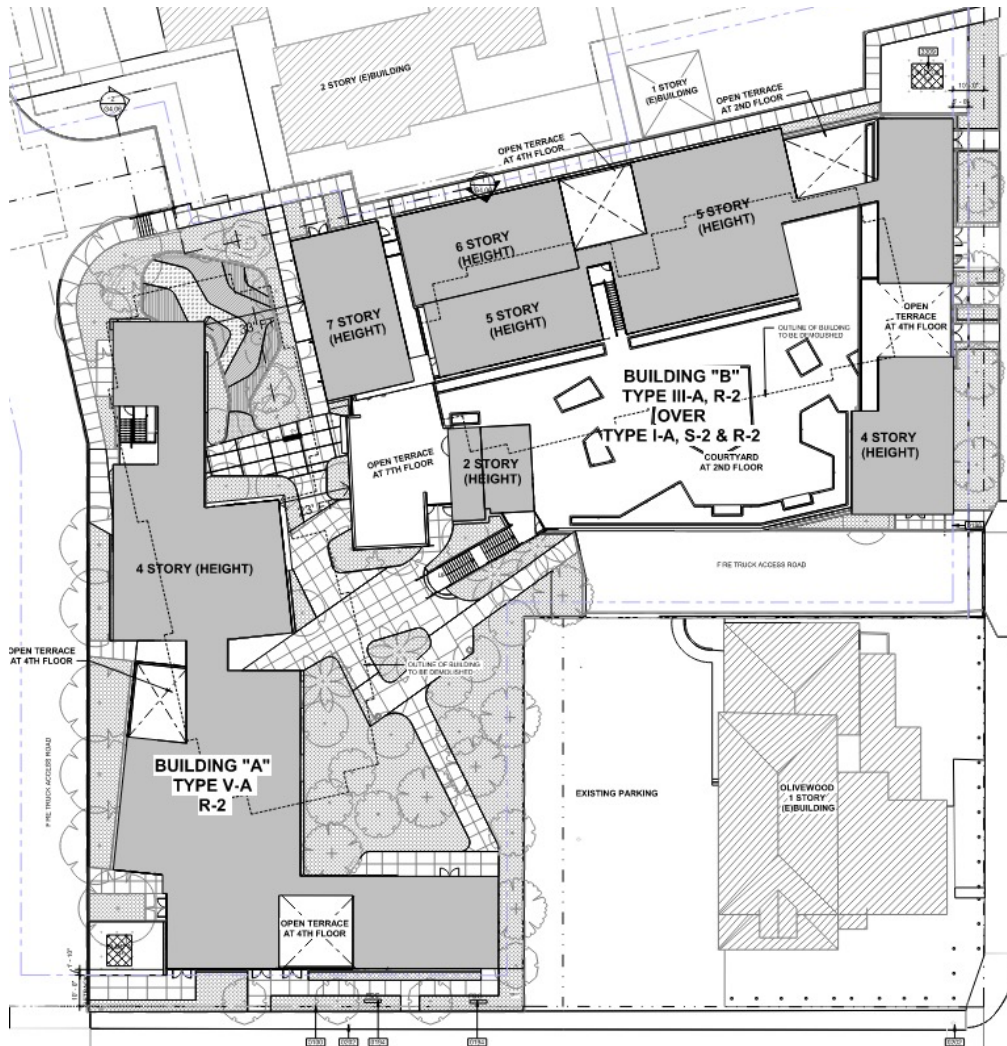 2 STORY (E)BUILDING
1 STORY
(E)BUILDING
OPEN TERRACE
AT 2ND FLOOR
OPEN TERRACE
AT 4TH FLOOR
10'- 0"
6 STORY
(HEIGHT)
5 STORY
(HEIGHT)
7 STORY
(HEIGHT)
5 STORY
(HEIGHT)
OPEN
TERRACE
AT 4TH FLOOR
OUTLINE OF BUILDING
TO BE DEMOLISHED
BUILDING "B"
TYPE III-A, R-2
OVER
TYPE I-A, S-2 & R-2
COURTYARD
AT 2ND FLOOR
OPEN TERRACE
AT 7TH FLOOR
2 STORY
(HEIGHT)
4 STORY
(HEIGHT)
4 STORY (HEIGHT)
FIRE TRUCK ACCESS ROAD
OPEN TERRACE
AT 4TH FLOOR
OUTLINE OF BUILDING
TO BE DEMOLISHED
BUILDING "A"
TYPE V-A
R-2
FIRE TRUCK ACCESS ROAD
EXISTING PARKING
OLIVEWOOD
1 STORY
(E)BUILDING
OPEN TERRACE
AT 4TH FLOOR